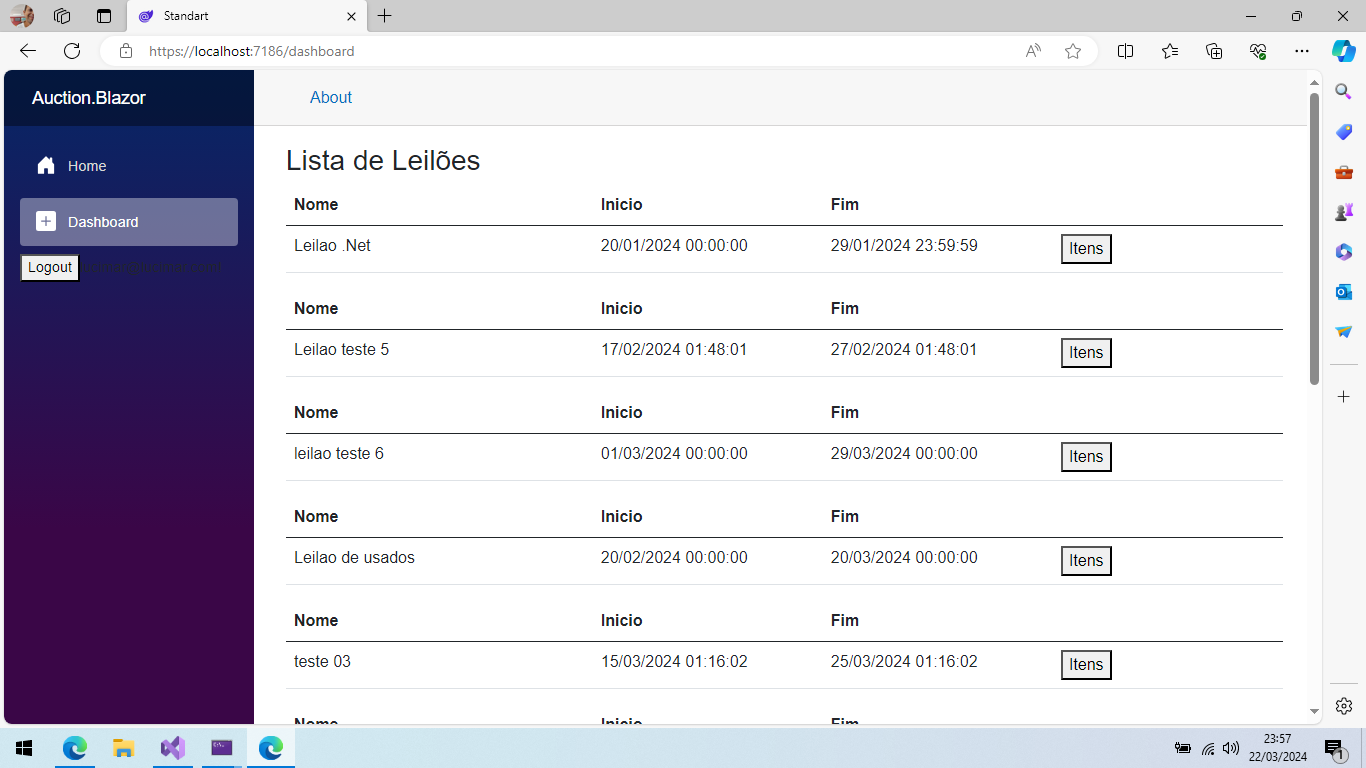 Standart
https://localhost:7186/dashboard
Auction.Blazor
About
Home
Dashboard
Logout
Lista de Leilões
Nome Inicio Fim
Leilao .Net 20/01/2024 00:00:00 29/01/2024 23:59:59 Itens
Nome Inicio Fim
Leilao teste 5 17/02/2024 01:48:01 27/02/2024 01:48:01 Itens
Nome Inicio Fim
leilao teste 6 01/03/2024 00:00:00 29/03/2024 00:00:00 Itens
Nome Inicio Fim
Leilao de usados 20/02/2024 00:00:00 20/03/2024 00:00:00 Itens
Nome Inicio Fim
teste 03 15/03/2024 01:16:02 25/03/2024 01:16:02 Itens
Nome Inicio Fim
23:57
22/03/2024
1